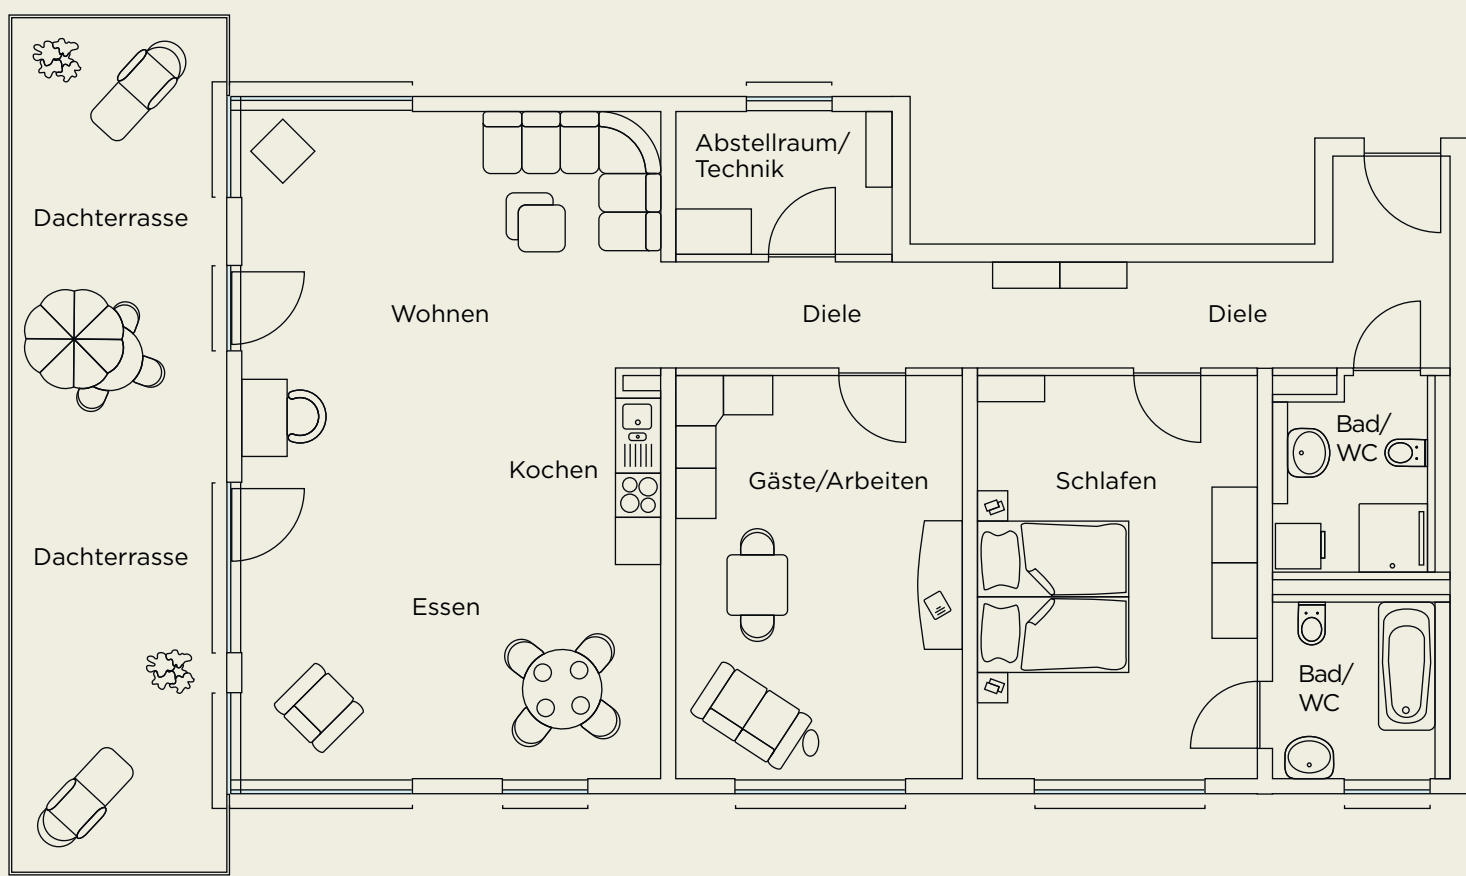 Abstellraum/
Technik
Dachterrasse
Wohnen
Diele
Diele
Bad/
WC
Kochen
Gäste/Arbeiten
Schlafen
Dachterrasse
Essen
Bad/
WC